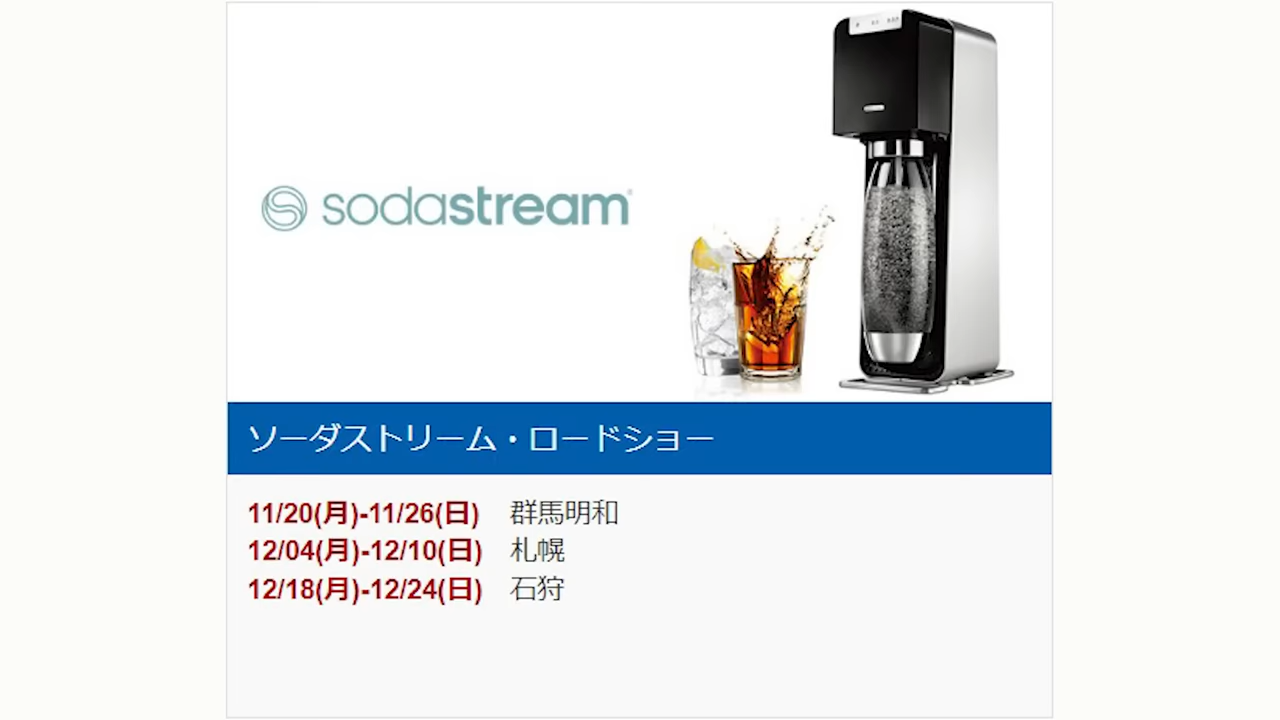 sodastream
ソーダストリーム・ロードショー
11/20(月)-11/26(日) 群馬明和
12/04(月)-12/10(日) 札幌
12/18(月)-12/24(日) 石狩